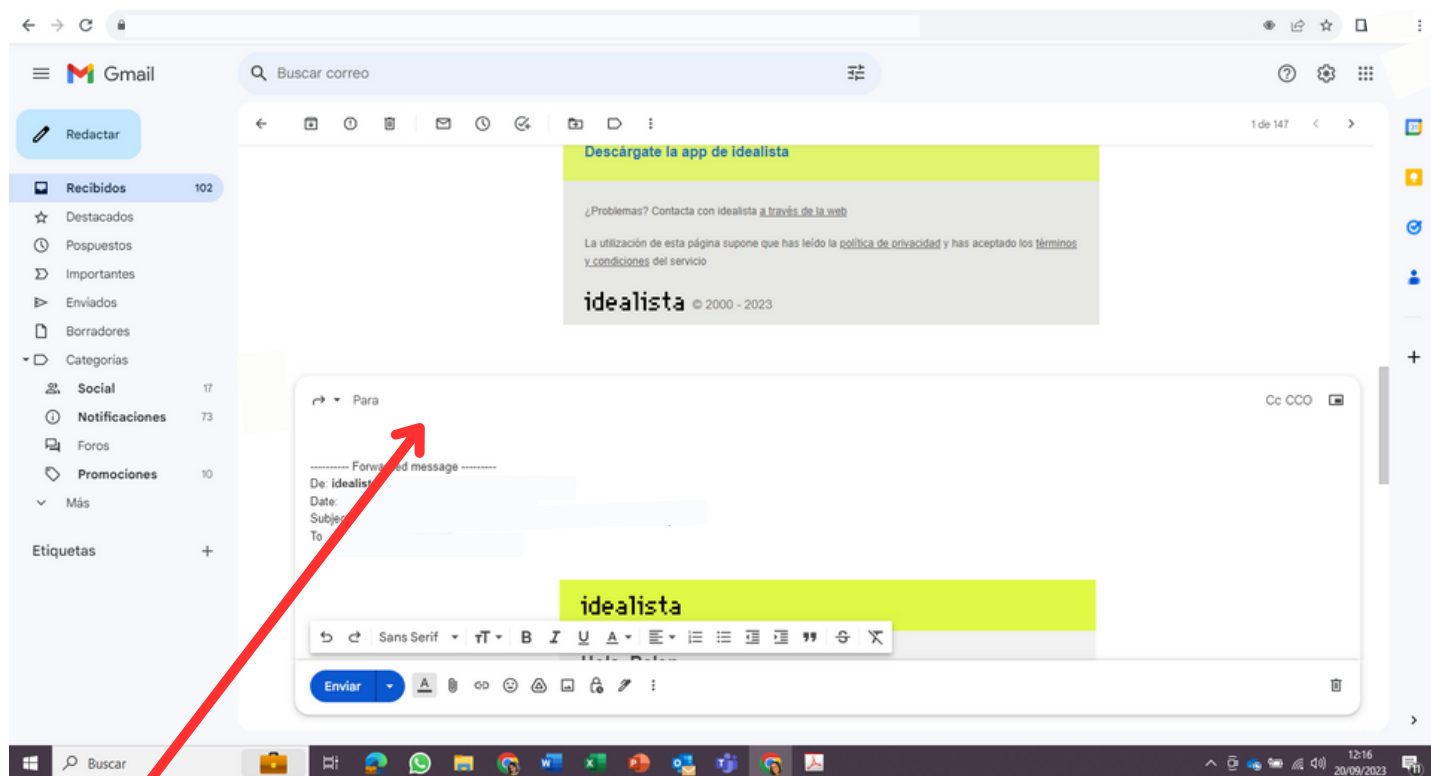 Gmail
Buscar correo
Redactar
1 de 147
Recibidos 102
Destacados
Pospuestos
Importantes
Enviados
Borradores
Categorías
Social 17
Notificaciones 73
Foros
Promociones 10
Más
Etiquetas
Descárgate la app de idealista
¿Problemas? Contacta con idealista a través de la web
La utilización de esta página supone que has leído la política de privacidad y has aceptado los términos
y condiciones del servicio
idealista © 2000 - 2023
Para
Cc CCO
---------- Forwarded message ---------
De: idealista
Date:
Subject
To
idealista
Sans Serif
Enviar
Buscar
12:16
20/09/2023